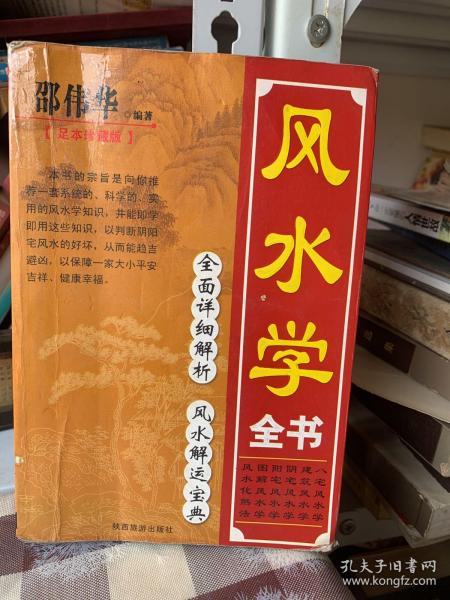 邵伟华
◎编著
【足本珍藏版】
本书的宗旨是向你推
荐一套系统的、科学的、实
用的风水学知识，并能即学
即用这些知识，以判断阴阳
宅风水的好坏，从而能趋吉
避凶，以保障一家大小平安
吉祥、健康幸福。
全面详细解析
风水解运宝典
陕西旅游出版社
风水学
全书
八宅风水学
建筑风水学
阴宅风水学
阳宅风水学
图解风水学
风水化煞法
人情世故
孔夫子旧书网
www.kongfz.com